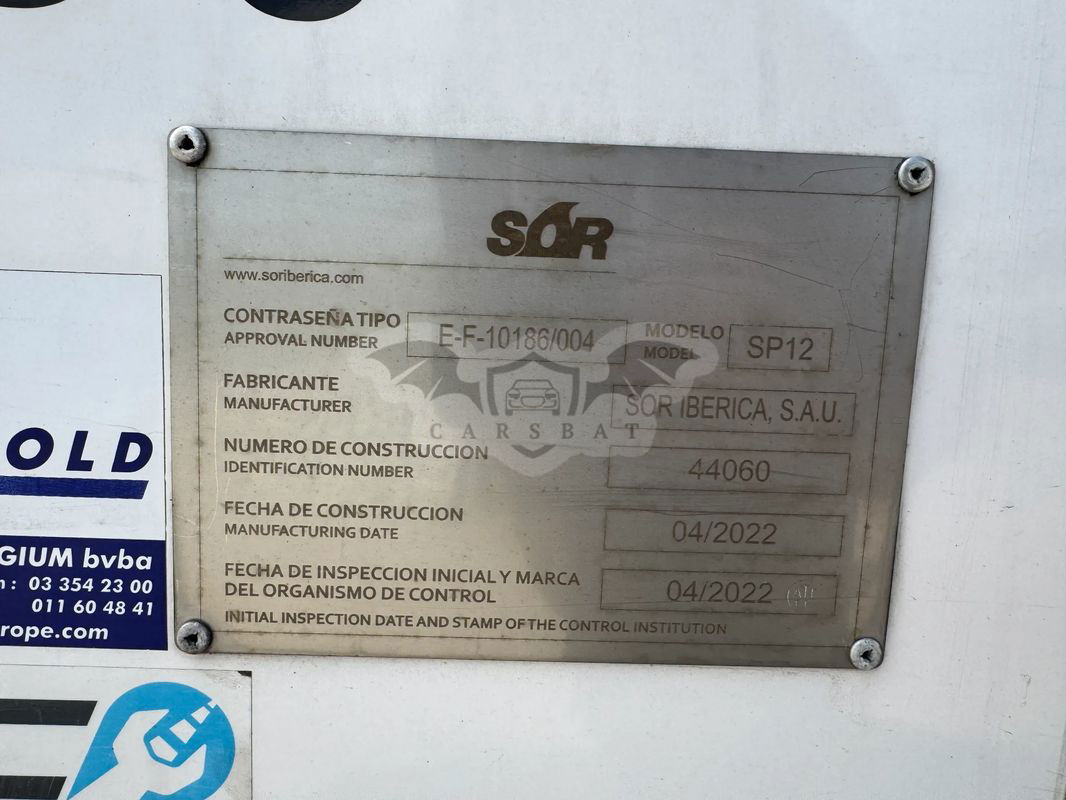 SOR
www.soriberica.com
CONTRASEÑA TIPO
APPROVAL NUMBER
E-F-10186/004
MODELO
MODEL
SP12
FABRICANTE
MANUFACTURER
SOR IBERICA, S.A.U.
CARSBAT
NUMERO DE CONSTRUCCION
IDENTIFICATION NUMBER
44060
FECHA DE CONSTRUCCION
MANUFACTURING DATE
04/2022
FECHA DE INSPECCION INICIAL Y MARCA
DEL ORGANISMO DE CONTROL
04/2022
INITIAL INSPECTION DATE AND STAMP OF THE CONTROL INSTITUTION
OLD
GIUM bvba
: 03 354 23 00
011 60 48 41
rope.com